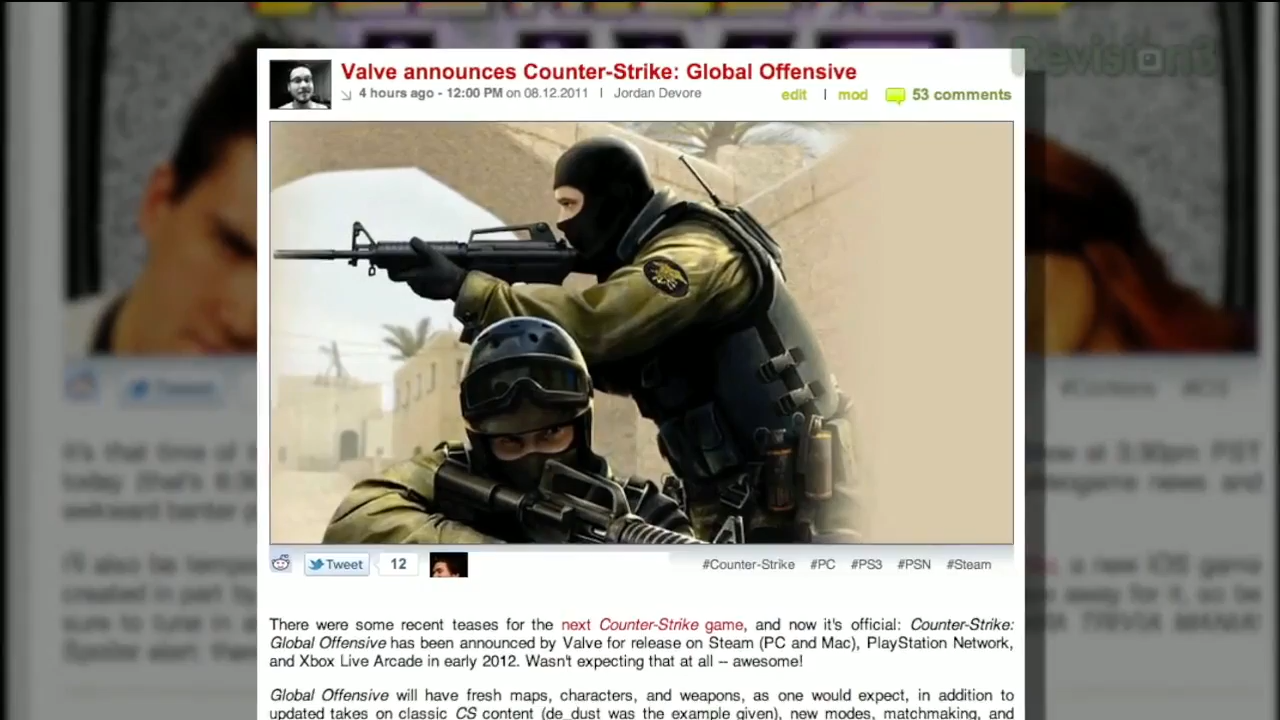 Revision3
Valve announces Counter-Strike: Global Offensive
4 hours ago - 12:00 PM on 08.12.2011 | Jordan Devore
edit | mod 53 comments
Tweet 12
#Counter-Strike #PC #PS3 #PSN #Steam
There were some recent teases for the next Counter-Strike game, and now it's official: Counter-Strike:
Global Offensive has been announced by Valve for release on Steam (PC and Mac), PlayStation Network,
and Xbox Live Arcade in early 2012. Wasn't expecting that at all -- awesome!
Global Offensive will have fresh maps, characters, and weapons, as one would expect, in addition to
updated takes on classic CS content (de_dust was the example given), new modes, matchmaking, and